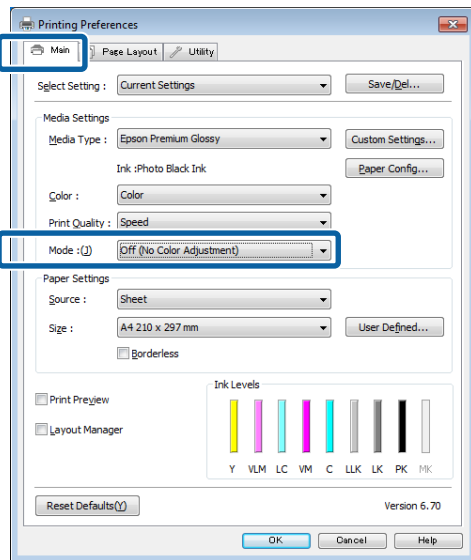 Printing Preferences
Main Page Layout Utility
Select Setting : Current Settings Save/Del...
Media Settings
Media Type : Epson Premium Glossy Custom Settings...
Ink :Photo Black Ink Paper Config...
Color : Color
Print Quality : Speed
Mode :(J) Off (No Color Adjustment)
Paper Settings
Source : Sheet
Size : A4 210 x 297 mm User Defined...
Borderless
Ink Levels
Print Preview
Layout Manager
Y VLM LC VM C LLK LK PK MK
Reset Defaults(Y) Version 6.70
OK Cancel Help